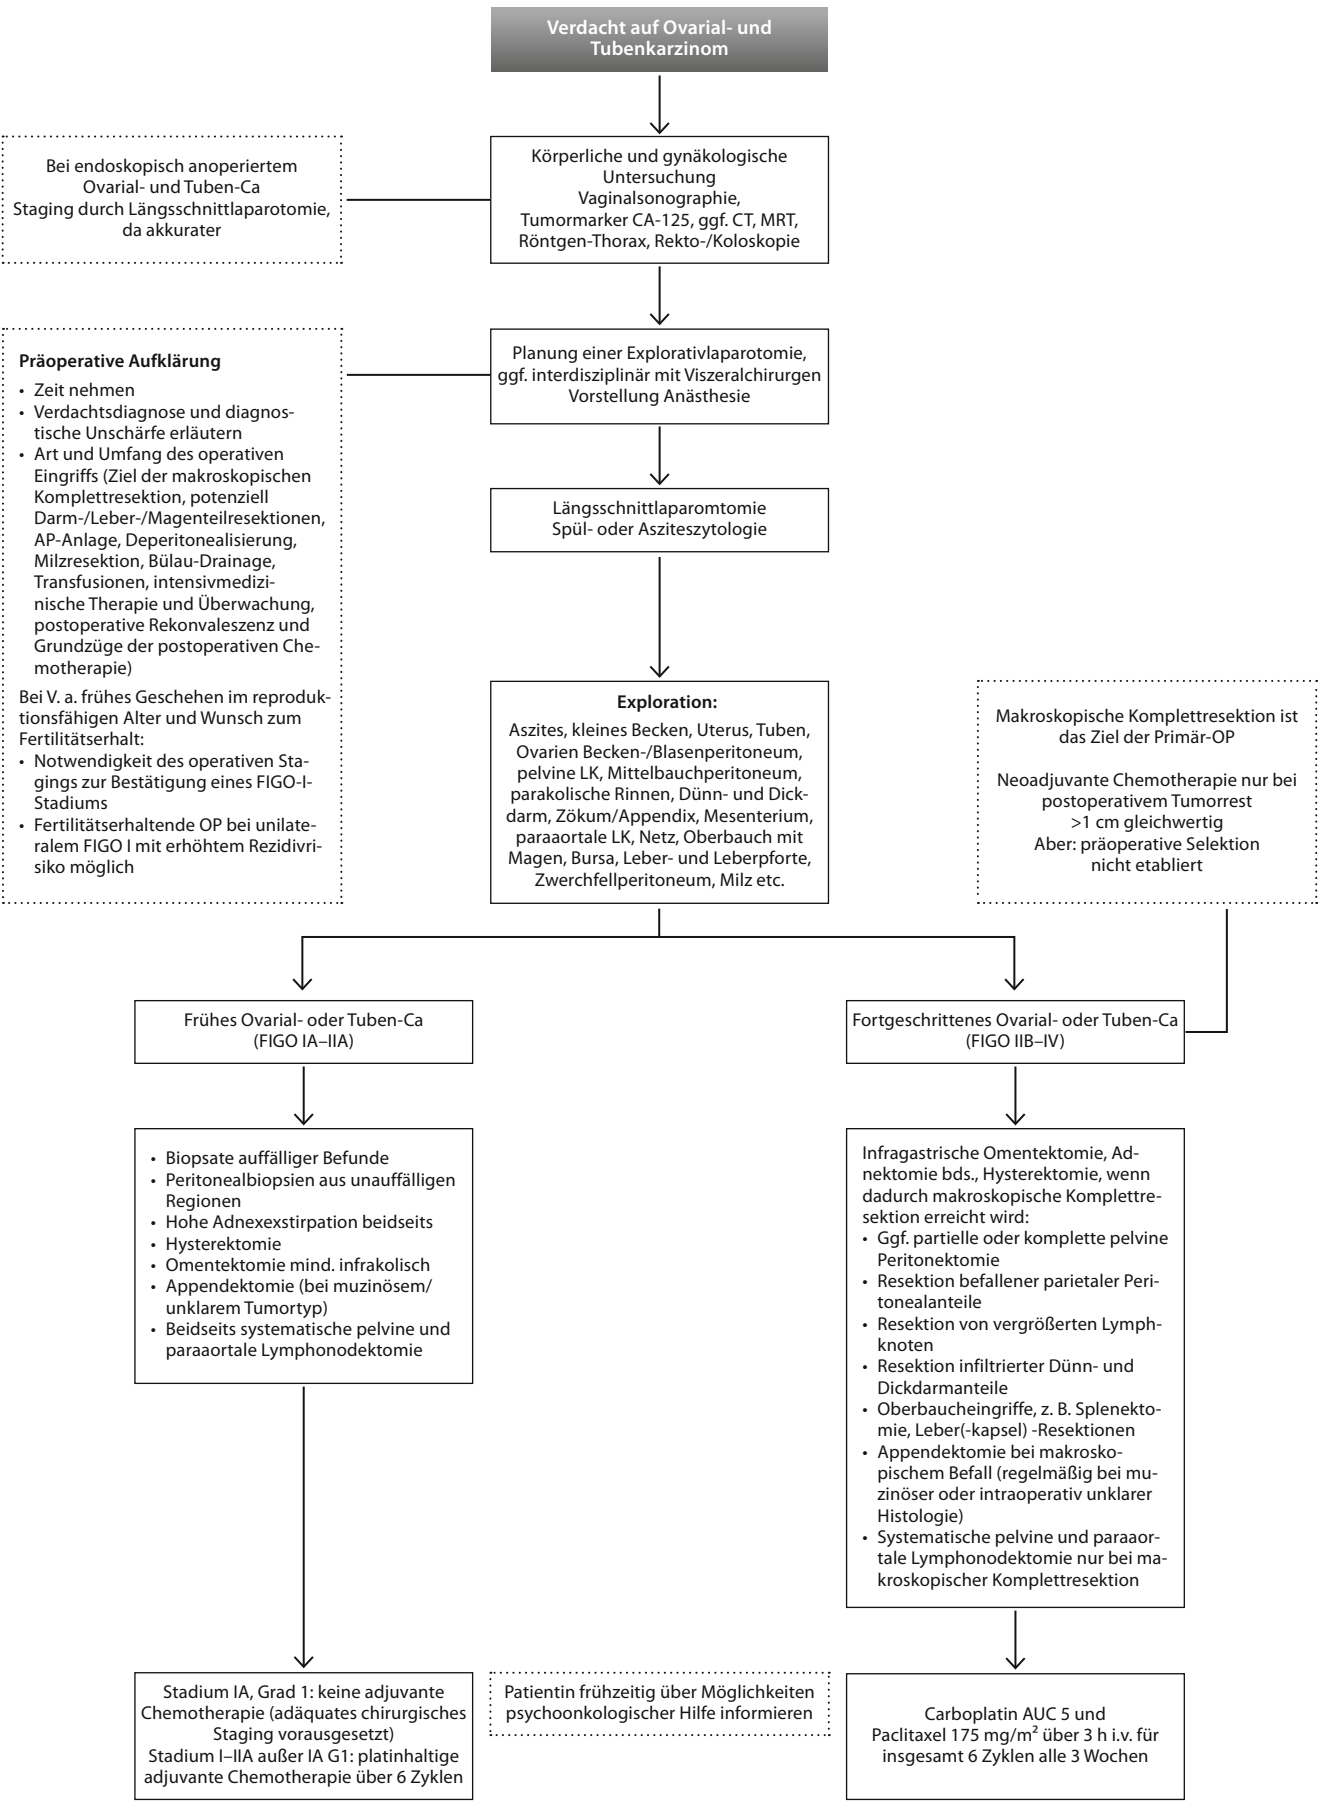 Verdacht auf Ovarial- und
Tubenkarzinom
Bei endoskopisch anoperiertem
Ovarial- und Tuben-Ca
Staging durch Längsschnittlaparotomie,
da akkurater
Körperliche und gynäkologische
Untersuchung
Vaginalsonographie,
Tumormarker CA-125, ggf. CT, MRT,
Röntgen-Thorax, Rekto-/Koloskopie
Präoperative Aufklärung
• Zeit nehmen
• Verdachtsdiagnose und diagnos-
tische Unschärfe erläutern
• Art und Umfang des operativen
Eingriffs (Ziel der makroskopischen
Komplettresektion, potenziell
Darm-/Leber-/Magenteilresektionen,
AP-Anlage, Deperitonealisierung,
Milzresektion, Bülau-Drainage,
Transfusionen, intensivmedizi-
nische Therapie und Überwachung,
postoperative Rekonvaleszenz und
Grundzüge der postoperativen Che-
motherapie)
Bei V. a. frühes Geschehen im reproduk-
tionsfähigen Alter und Wunsch zum
Fertilitätserhalt:
• Notwendigkeit des operativen Sta-
gings zur Bestätigung eines FIGO-I-
Stadiums
• Fertilitätserhaltende OP bei unilate-
ralem FIGO I mit erhöhtem Rezidivri-
siko möglich
Planung einer Explorativlaparotomie,
ggf. interdisziplinär mit Viszeralchirurgen
Vorstellung Anästhesie
Längsschnittlaparomtomie
Spül- oder Asziteszytologie
Exploration:
Aszites, kleines Becken, Uterus, Tuben,
Ovarien Becken-/Blasenperitoneum,
pelvine LK, Mittelbauchperitoneum,
parakolische Rinnen, Dünn- und Dick-
darm, Zökum/Appendix, Mesenterium,
paraaortale LK, Netz, Oberbauch mit
Magen, Bursa, Leber- und Leberpforte,
Zwerchfellperitoneum, Milz etc.
Makroskopische Komplettresektion ist
das Ziel der Primär-OP
Neoadjuvante Chemotherapie nur bei
postoperativem Tumorrest
>1 cm gleichwertig
Aber: präoperative Selektion
nicht etabliert
Frühes Ovarial- oder Tuben-Ca
(FIGO IA–IIA)
Fortgeschrittenes Ovarial- oder Tuben-Ca
(FIGO IIB–IV)
• Biopsate auffälliger Befunde
• Peritonealbiopsien aus unauffälligen
Regionen
• Hohe Adnexexstirpation beidseits
• Hysterektomie
• Omentektomie mind. infrakolisch
• Appendektomie (bei muzinösem/
unklarem Tumortyp)
• Beidseits systematische pelvine und
paraaortale Lymphonodektomie
Infragastrische Omentektomie, Ad-
nektomie bds., Hysterektomie, wenn
dadurch makroskopische Komplettre-
sektion erreicht wird:
• Ggf. partielle oder komplette pelvine
Peritonektomie
• Resektion befallener parietaler Peri-
tonealanteile
• Resektion von vergrößerten Lymph-
knoten
• Resektion infiltrierter Dünn- und
Dickdarmanteile
• Oberbaucheingriffe, z. B. Splenekto-
mie, Leber(-kapsel) -Resektionen
• Appendektomie bei makrosko-
pischem Befall (regelmäßig bei mu-
zinöser oder intraoperativ unklarer
Histologie)
• Systematische pelvine und paraaor-
tale Lymphonodektomie nur bei ma-
kroskopischer Komplettresektion
Stadium IA, Grad 1: keine adjuvante
Chemotherapie (adäquates chirurgisches
Staging vorausgesetzt)
Stadium I–IIA außer IA G1: platinhaltige
adjuvante Chemotherapie über 6 Zyklen
Patientin frühzeitig über Möglichkeiten
psychoonkologischer Hilfe informieren
Carboplatin AUC 5 und
Paclitaxel 175 mg/m² über 3 h i.v. für
insgesamt 6 Zyklen alle 3 Wochen